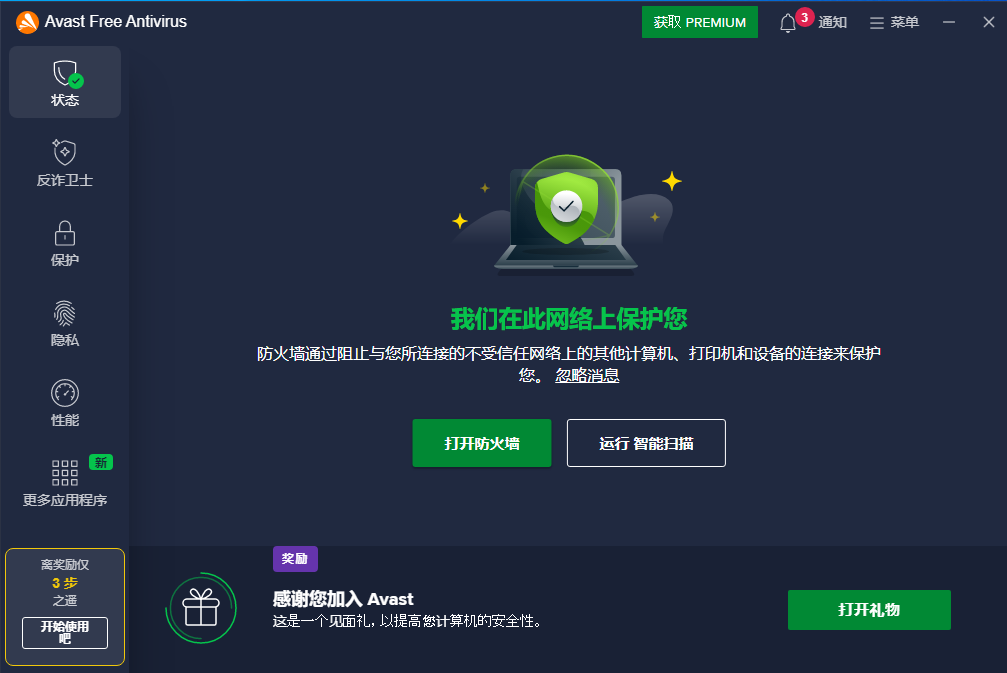 Avast Free Antivirus
获取 PREMIUM
3
通知
菜单
状态
反诈卫士
保护
隐私
性能
新
更多应用程序
我们在此网络上保护您
防火墙通过阻止与您所连接的不受信任网络上的其他计算机、打印机和设备的连接来保护
您。 忽略消息
打开防火墙
运行 智能扫描
离奖励仅
3 步
之遥
开始使用
吧
奖励
感谢您加入 Avast
这是一个见面礼，以提高您计算机的安全性。
打开礼物